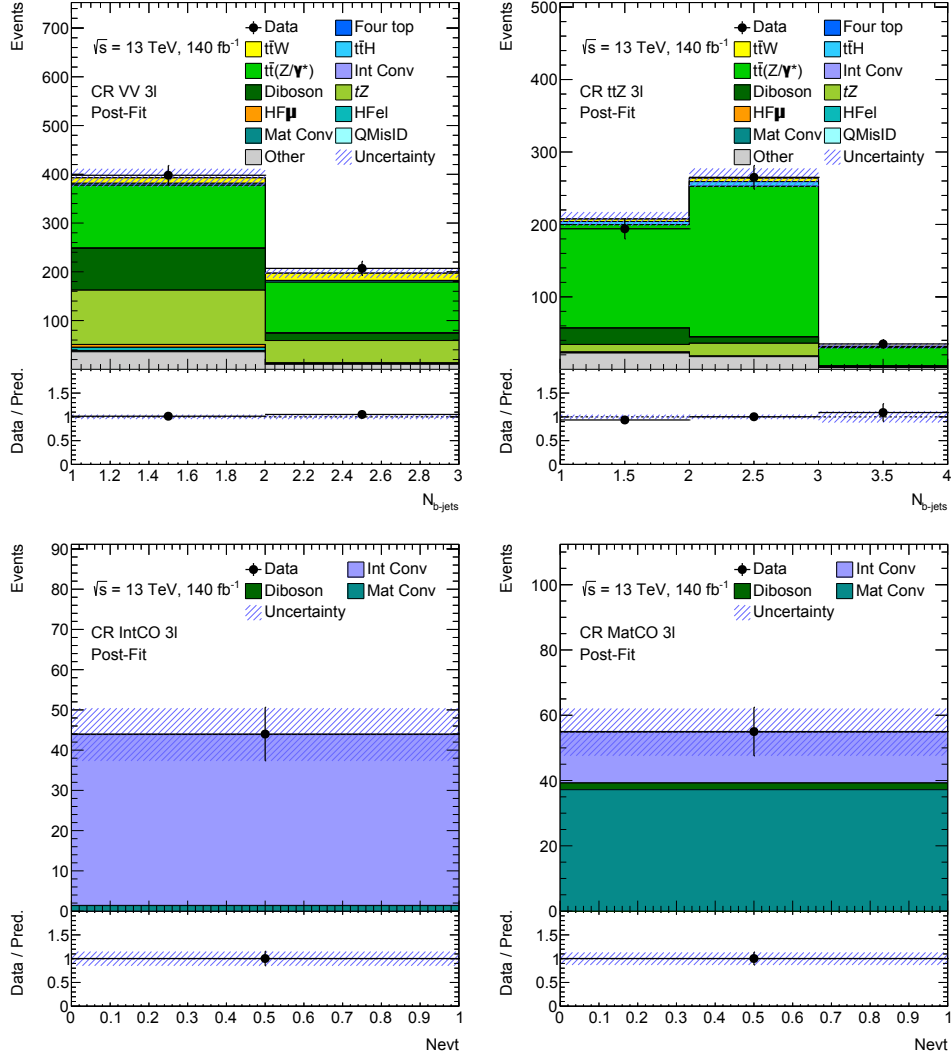 Events
700
600
500
400
300
200
100
√s = 13 TeV, 140 fb⁻¹
CR VV 3l
Post-Fit
Data
Four top
tt̄W
tt̄H
tt̄(Z/γ*)
Int Conv
Diboson
tZ
HFμ
HFel
Mat Conv
QMisID
Other
Uncertainty
Data / Pred.
1.5
1
0.5
0
1 1.2 1.4 1.6 1.8 2 2.2 2.4 2.6 2.8 3
N_b-jets
Events
500
400
300
200
100
√s = 13 TeV, 140 fb⁻¹
CR ttZ 3l
Post-Fit
Data
Four top
tt̄W
tt̄H
tt̄(Z/γ*)
Int Conv
Diboson
tZ
HFμ
HFel
Mat Conv
QMisID
Other
Uncertainty
Data / Pred.
1.5
1
0.5
0
1 1.5 2 2.5 3 3.5 4
N_b-jets
Events
90
80
70
60
50
40
30
20
10
0
√s = 13 TeV, 140 fb⁻¹
CR IntCO 3l
Post-Fit
Data
Int Conv
Diboson
Mat Conv
Uncertainty
Data / Pred.
1.5
1
0.5
0
0 0.1 0.2 0.3 0.4 0.5 0.6 0.7 0.8 0.9 1
Nevt
Events
100
80
60
40
20
0
√s = 13 TeV, 140 fb⁻¹
CR MatCO 3l
Post-Fit
Data
Int Conv
Diboson
Mat Conv
Uncertainty
Data / Pred.
1.5
1
0.5
0
0 0.1 0.2 0.3 0.4 0.5 0.6 0.7 0.8 0.9 1
Nevt